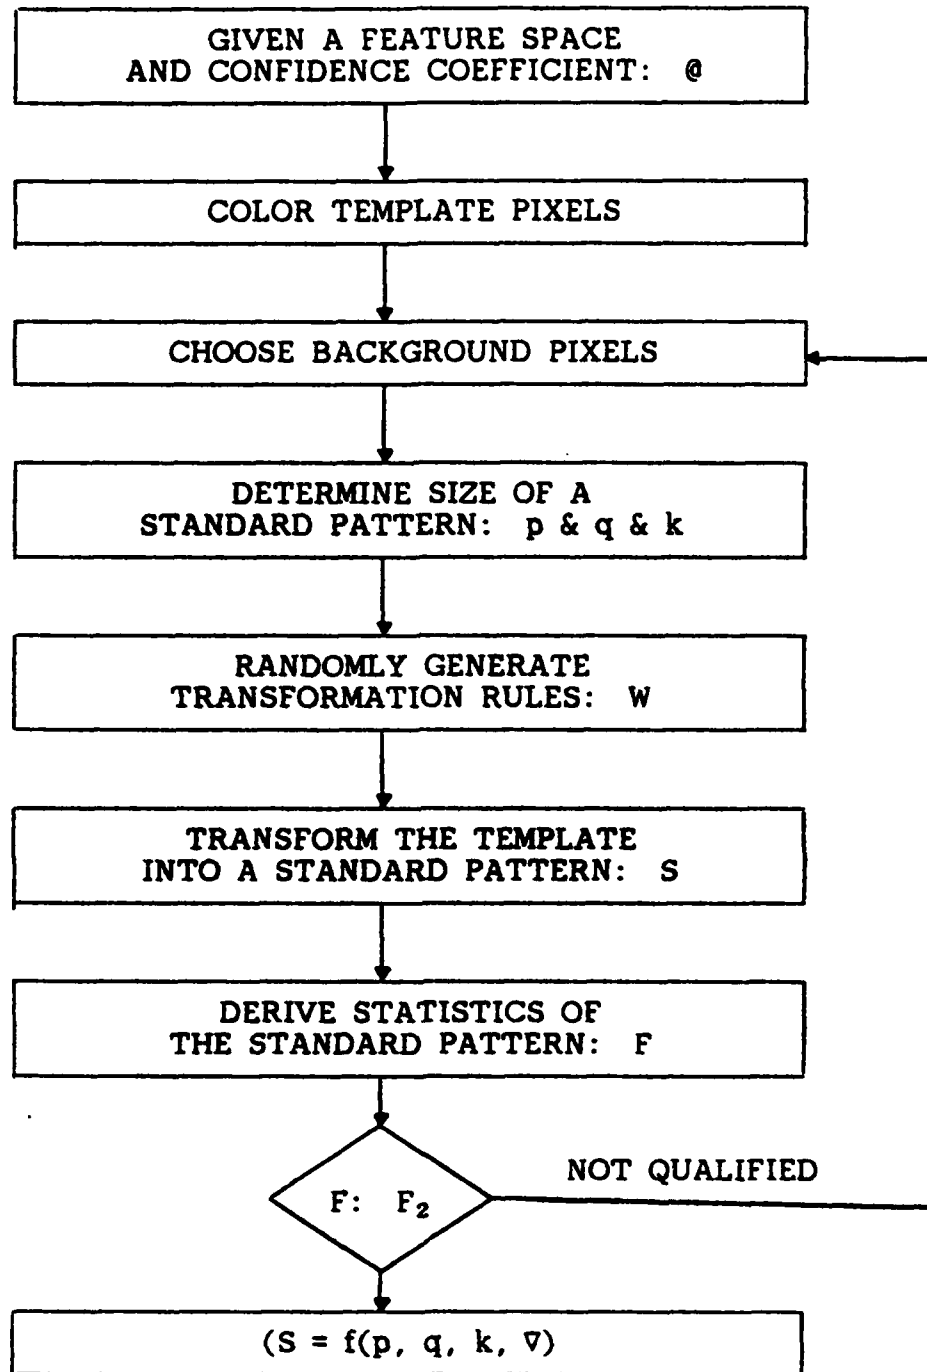 GIVEN A FEATURE SPACE
AND CONFIDENCE COEFFICIENT: @
COLOR TEMPLATE PIXELS
CHOOSE BACKGROUND PIXELS
DETERMINE SIZE OF A
STANDARD PATTERN: p & q & k
RANDOMLY GENERATE
TRANSFORMATION RULES: W
TRANSFORM THE TEMPLATE
INTO A STANDARD PATTERN: S
DERIVE STATISTICS OF
THE STANDARD PATTERN: F
NOT QUALIFIED
F: F₂
(S = f(p, q, k, ∇)